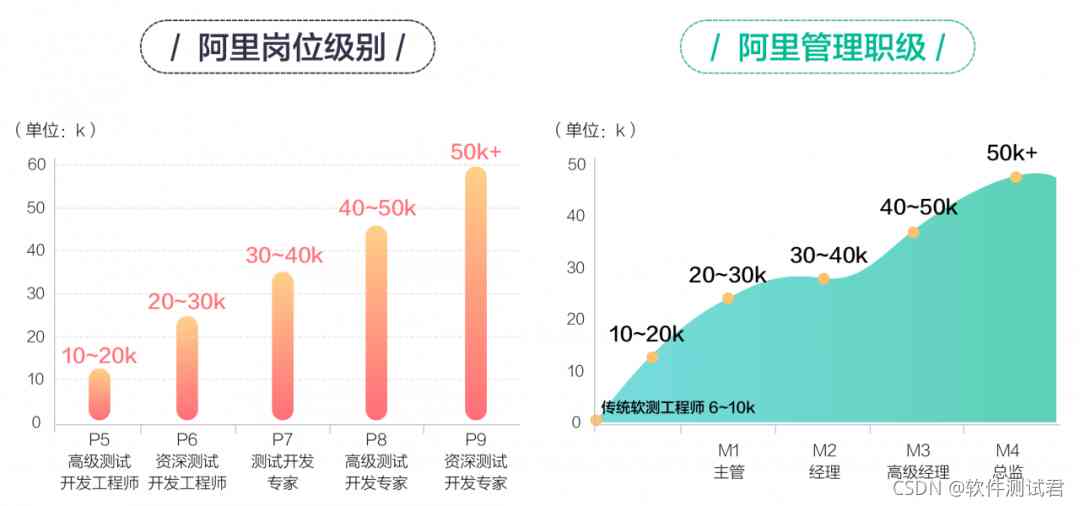 / 阿里岗位级别 /
（单位：k）
60
50
40
30
20
10
0
10~20k
20~30k
30~40k
40~50k
50k+
P5
高级测试
开发工程师
P6
资深测试
开发工程师
P7
测试开发
专家
P8
高级测试
开发专家
P9
资深测试
开发专家
/ 阿里管理职级 /
（单位：k）
50
40
30
20
10
0
传统软测工程师 6~10k
10~20k
20~30k
30~40k
40~50k
50k+
M1
主管
M2
经理
M3
高级经理
M4
总监
CSDN @软件测试君